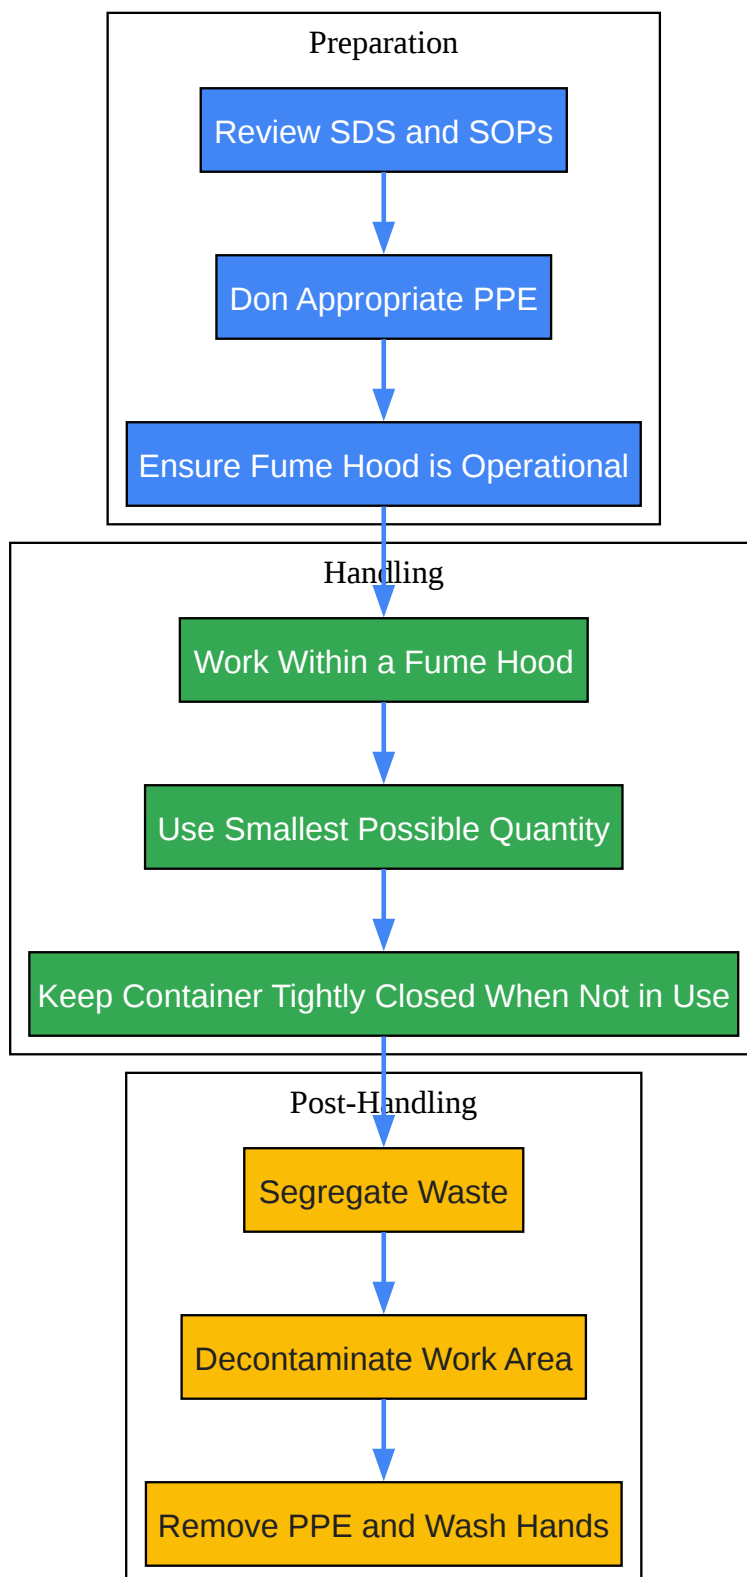 Preparation
Review SDS and SOPs
Don Appropriate PPE
Ensure Fume Hood is Operational
Handling
Work Within a Fume Hood
Use Smallest Possible Quantity
Keep Container Tightly Closed When Not in Use
Post-Handling
Segregate Waste
Decontaminate Work Area
Remove PPE and Wash Hands